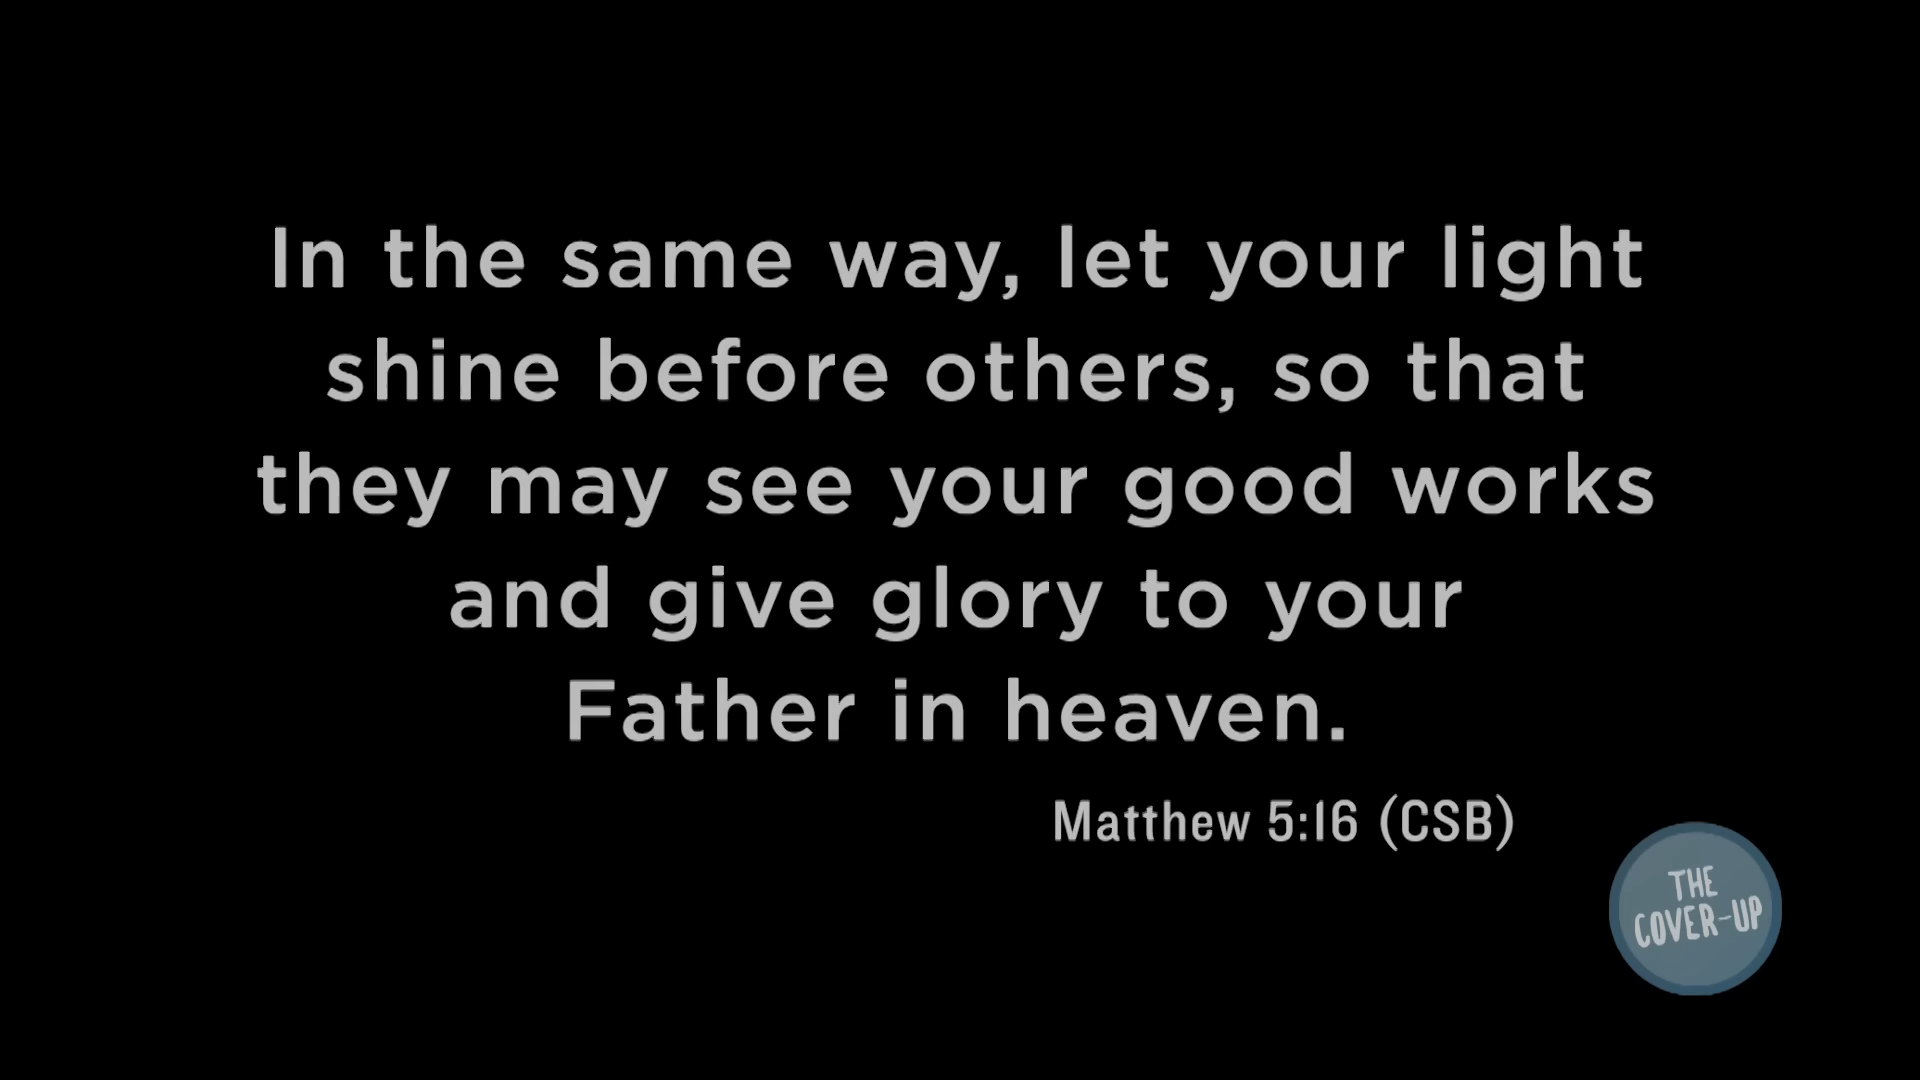 In the same way, let your light
shine before others, so that
they may see your good works
and give glory to your
Father in heaven.
Matthew 5:16 (CSB)
THE
COVER-UP